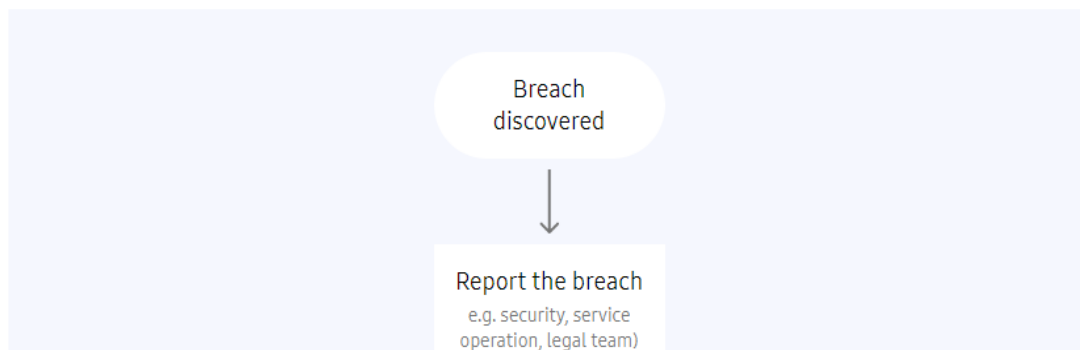 Breach
discovered
Report the breach
e.g. security, service
operation, legal team)